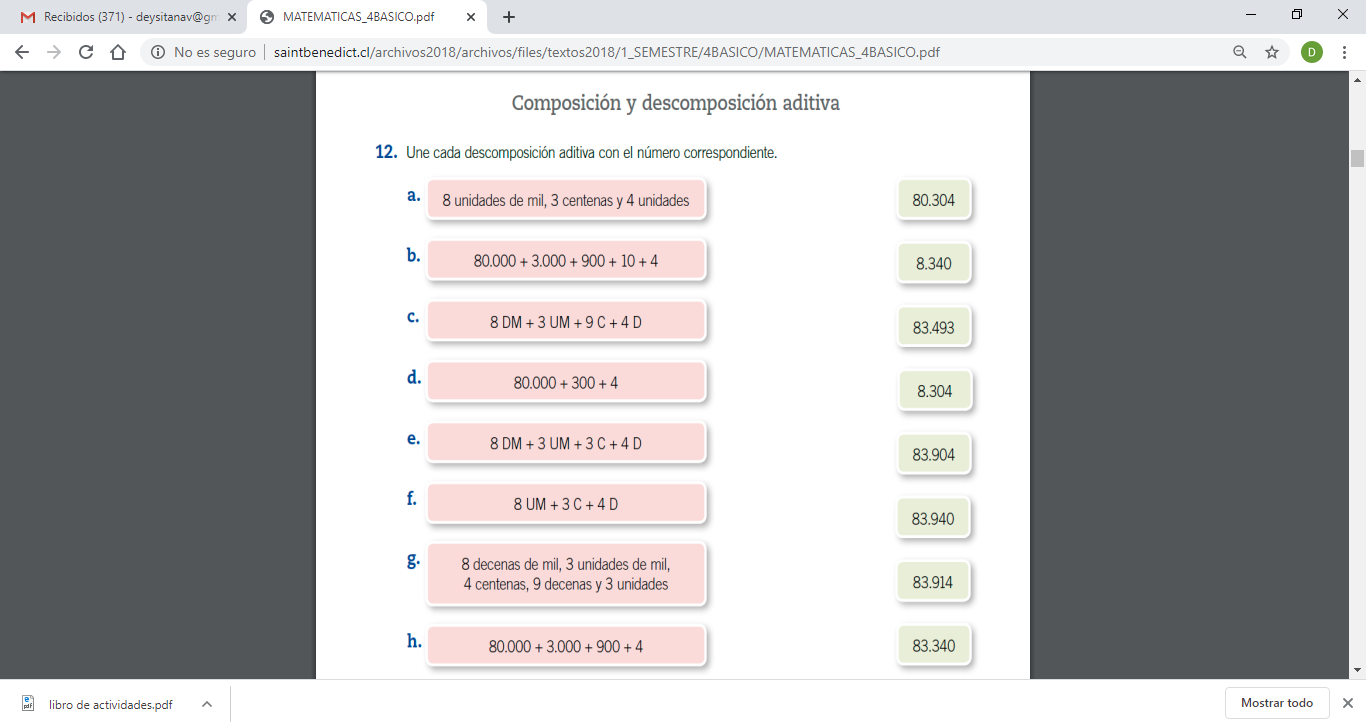 Recibidos (371) - deysitanav@gm
MATEMATICAS_4BASICO.pdf
No es seguro
saintbenedict.cl/archivos2018/archivos/files/textos2018/1_SEMESTRE/4BASICO/MATEMATICAS_4BASICO.pdf
D
Composición y descomposición aditiva
12. Une cada descomposición aditiva con el número correspondiente.
a. 8 unidades de mil, 3 centenas y 4 unidades
80.304
b. 80.000 + 3.000 + 900 + 10 + 4
8.340
c. 8 DM + 3 UM + 9 C + 4 D
83.493
d. 80.000 + 300 + 4
8.304
e. 8 DM + 3 UM + 3 C + 4 D
83.904
f. 8 UM + 3 C + 4 D
83.940
g. 8 decenas de mil, 3 unidades de mil,
4 centenas, 9 decenas y 3 unidades
83.914
h. 80.000 + 3.000 + 900 + 4
83.340
libro de actividades.pdf
Mostrar todo